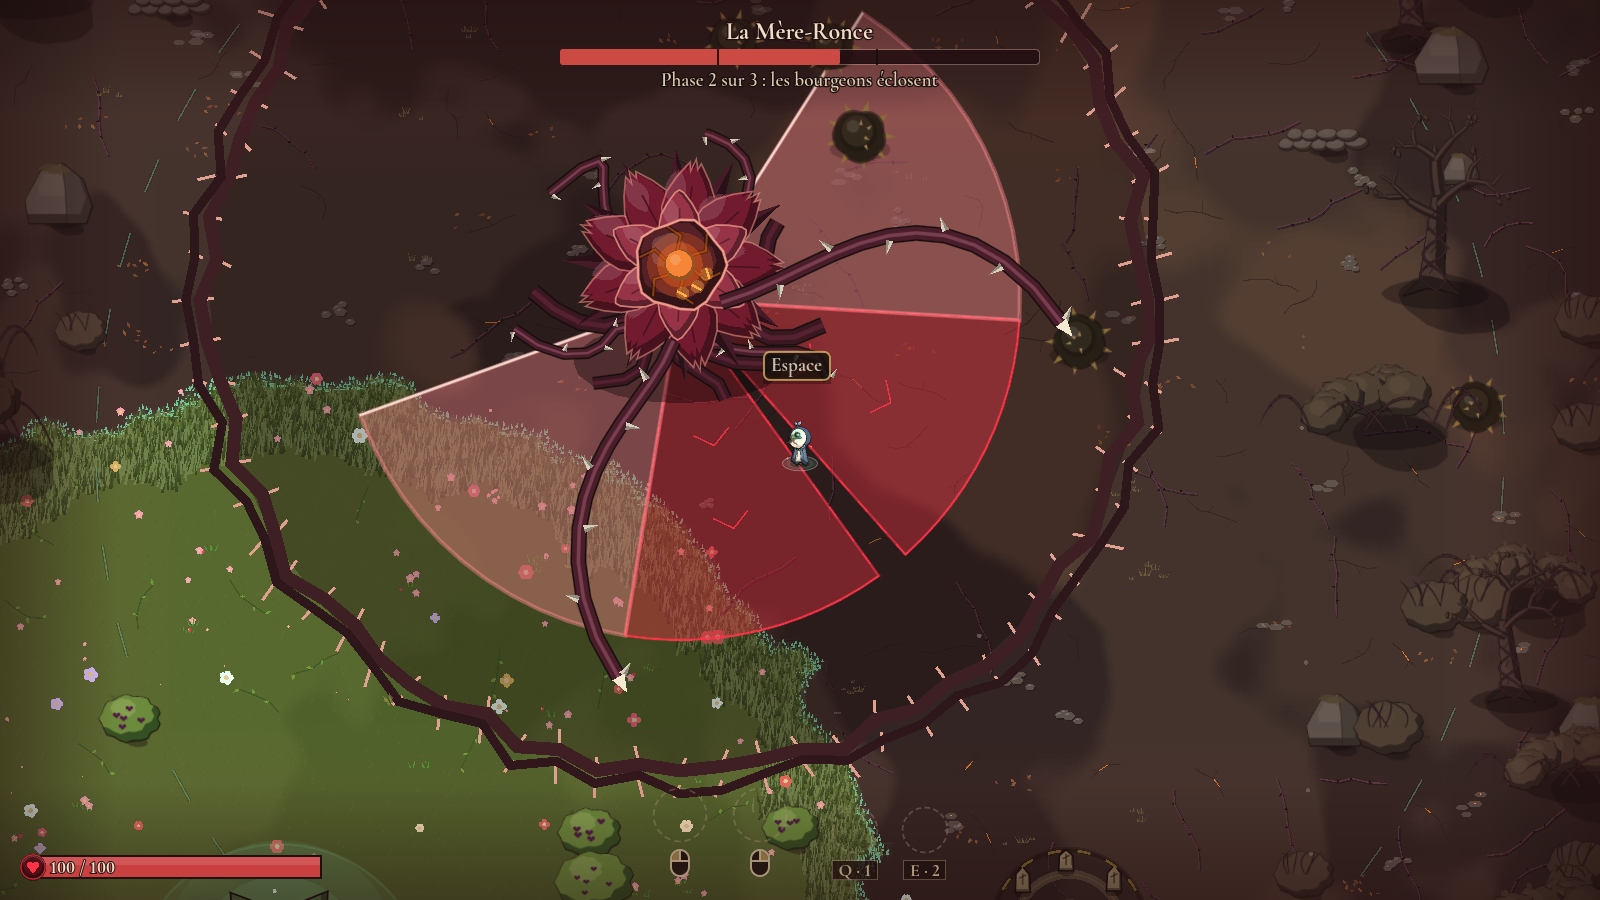 La Mère-Ronce
Phase 2 sur 3 : les bourgeons éclosent
Espace
100 / 100
Q · 1
E · 2